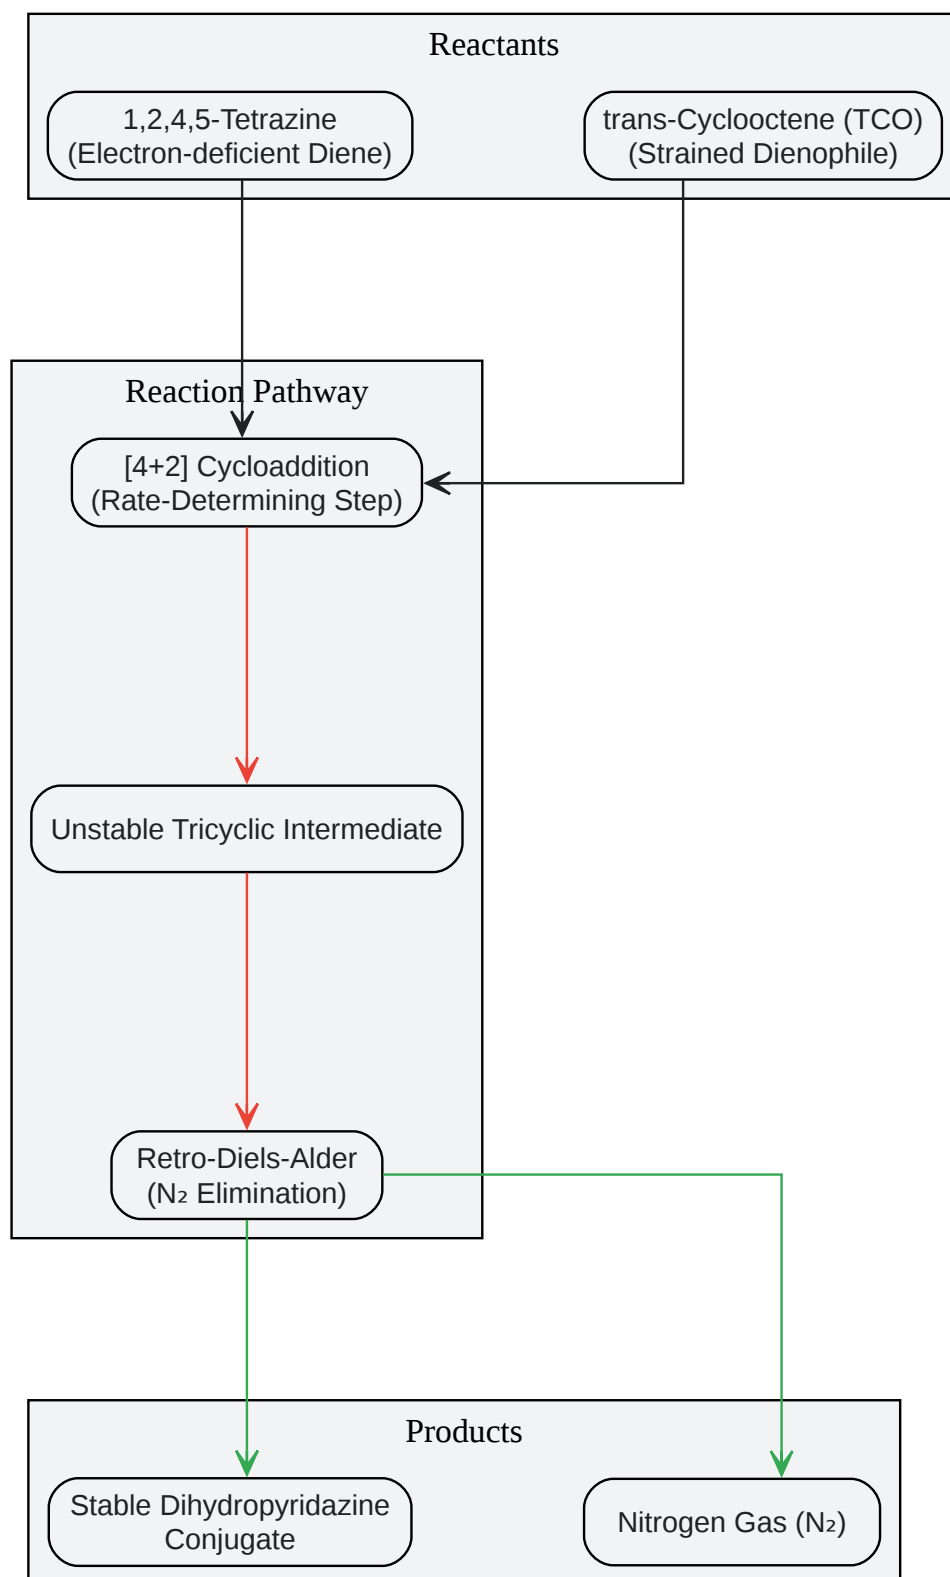 Reactants
1,2,4,5-Tetrazine
(Electron-deficient Diene)
trans-Cyclooctene (TCO)
(Strained Dienophile)
Reaction Pathway
[4+2] Cycloaddition
(Rate-Determining Step)
Unstable Tricyclic Intermediate
Retro-Diels-Alder
(N₂ Elimination)
Products
Stable Dihydropyridazine
Conjugate
Nitrogen Gas (N₂)